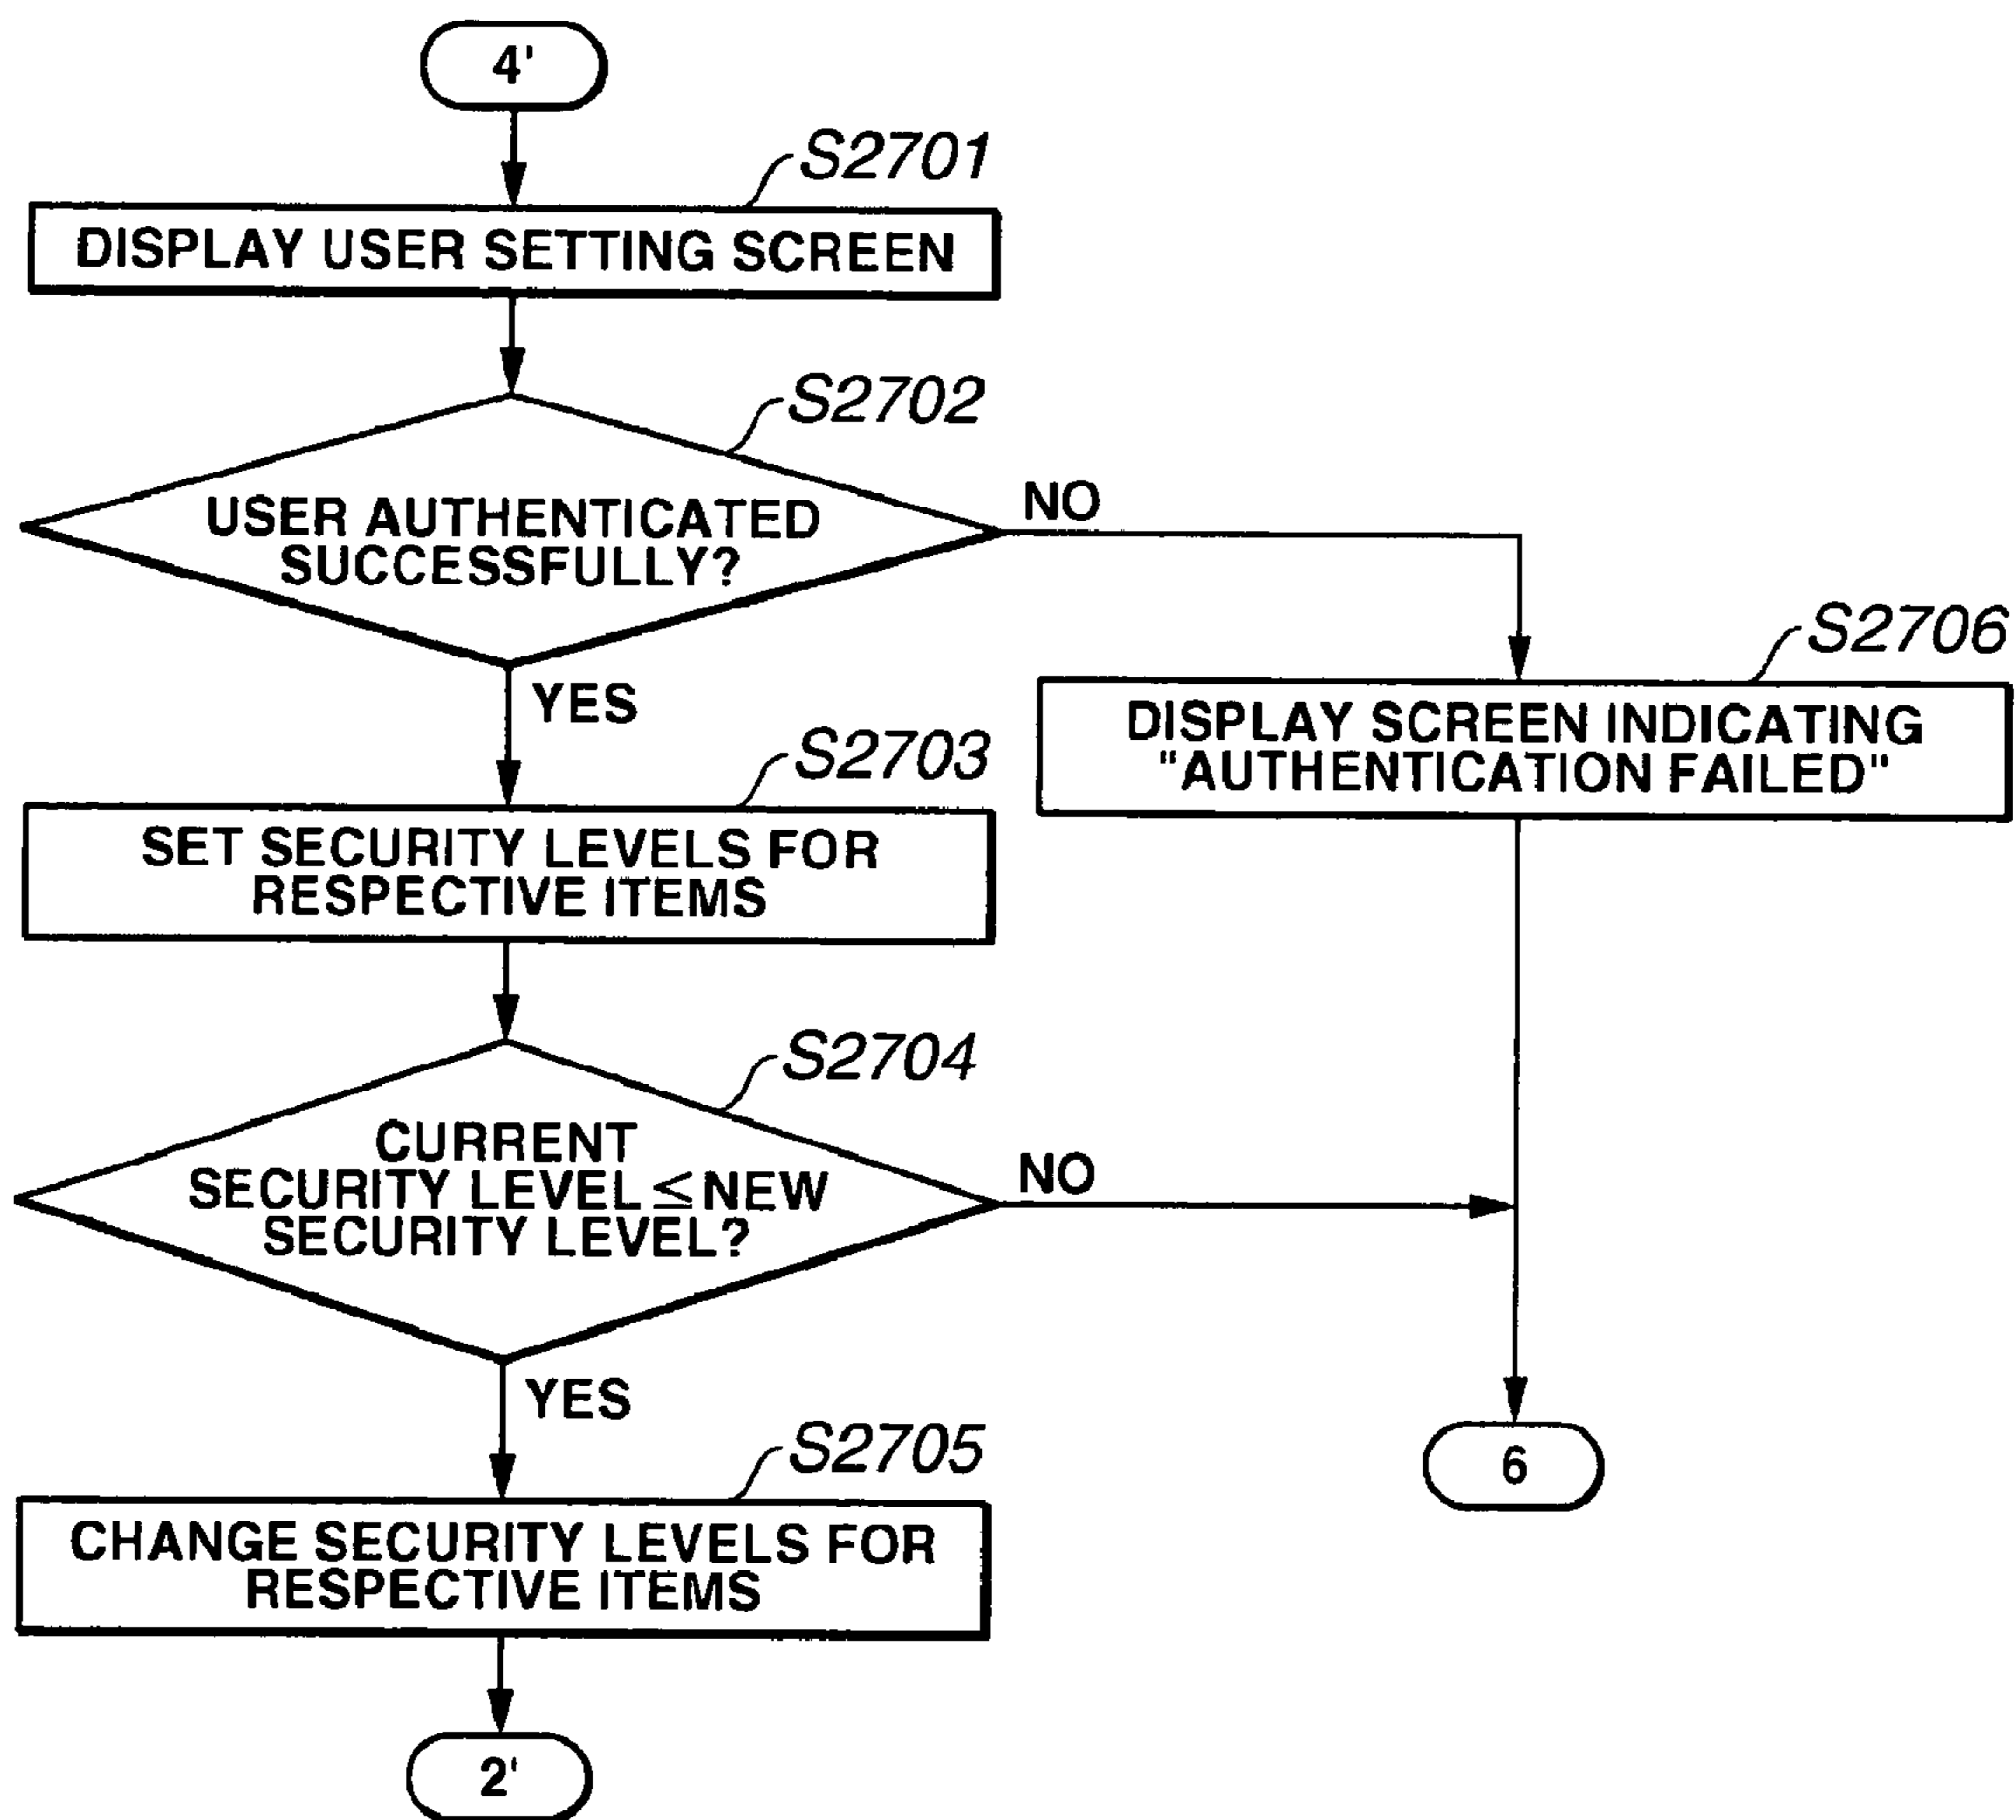 4'
S2701
DISPLAY USER SETTING SCREEN
S2702
USER AUTHENTICATED
SUCCESSFULLY?
NO
YES
S2706
DISPLAY SCREEN INDICATING
"AUTHENTICATION FAILED"
S2703
SET SECURITY LEVELS FOR
RESPECTIVE ITEMS
S2704
CURRENT
SECURITY LEVEL ≤ NEW
SECURITY LEVEL?
NO
YES
S2705
CHANGE SECURITY LEVELS FOR
RESPECTIVE ITEMS
6
2'